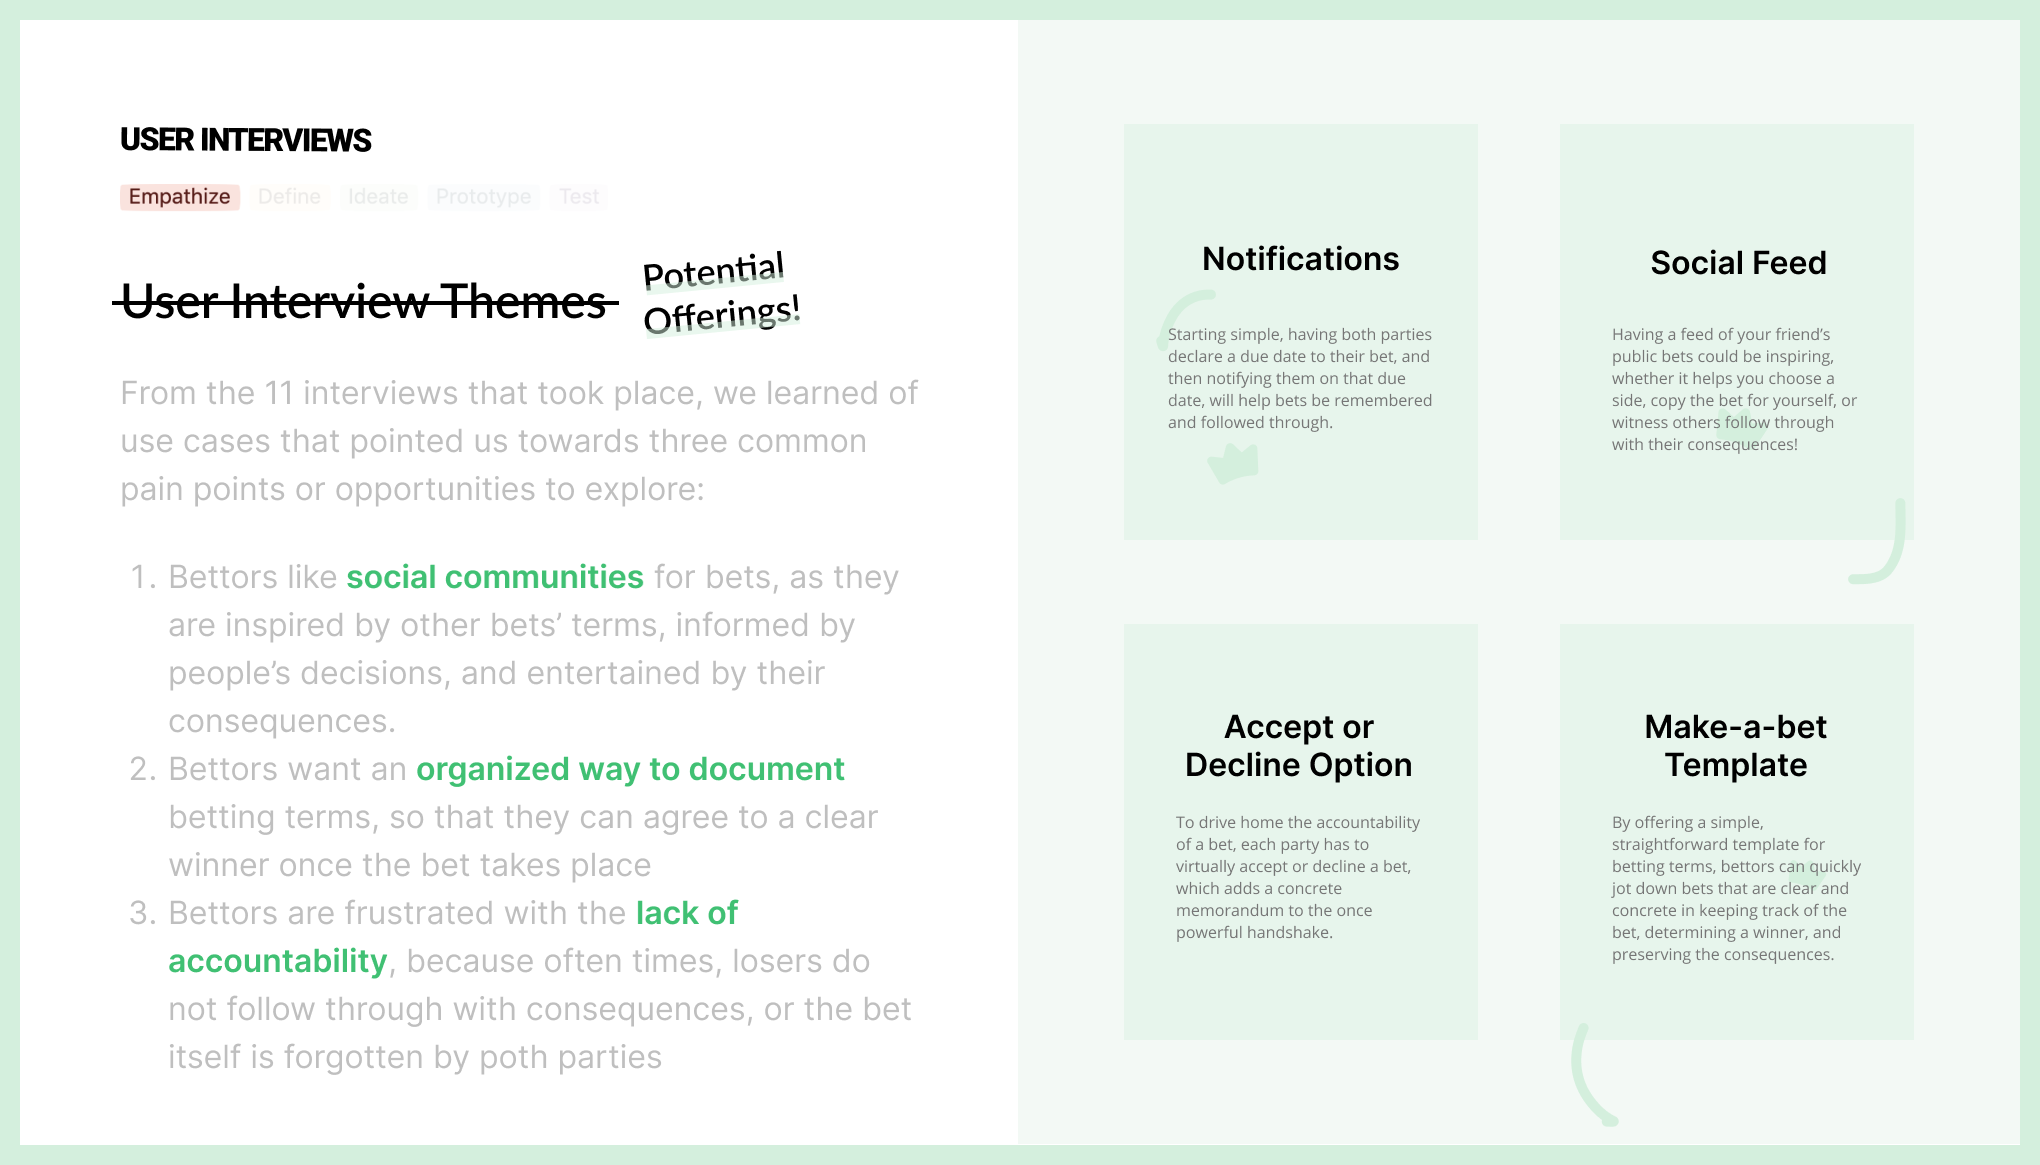 USER INTERVIEWS
Empathize Define Ideate Prototype Test
User Interview Themes
Potential
Offerings!
From the 11 interviews that took place, we learned of
use cases that pointed us towards three common
pain points or opportunities to explore:
1. Bettors like social communities for bets, as they
are inspired by other bets’ terms, informed by
people’s decisions, and entertained by their
consequences.
2. Bettors want an organized way to document
betting terms, so that they can agree to a clear
winner once the bet takes place
3. Bettors are frustrated with the lack of
accountability, because often times, losers do
not follow through with consequences, or the bet
itself is forgotten by poth parties
Notifications
Starting simple, having both parties
declare a due date to their bet, and
then notifying them on that due
date, will help bets be remembered
and followed through.
Social Feed
Having a feed of your friend’s
public bets could be inspiring,
whether it helps you choose a
side, copy the bet for yourself, or
witness others follow through
with their consequences!
Accept or
Decline Option
To drive home the accountability
of a bet, each party has to
virtually accept or decline a bet,
which adds a concrete
memorandum to the once
powerful handshake.
Make-a-bet
Template
By offering a simple,
straightforward template for
betting terms, bettors can quickly
jot down bets that are clear and
concrete in keeping track of the
bet, determining a winner, and
preserving the consequences.